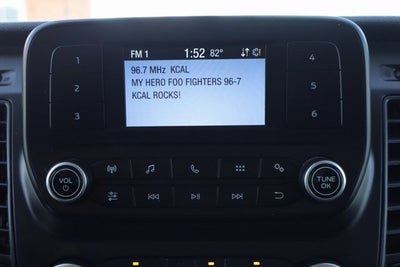 FM 1 1:52 82°
96.7 MHz KCAL
MY HERO FOO FIGHTERS 96-7
KCAL ROCKS!
1
2
3
4
5
6
VOL
TUNE
OK